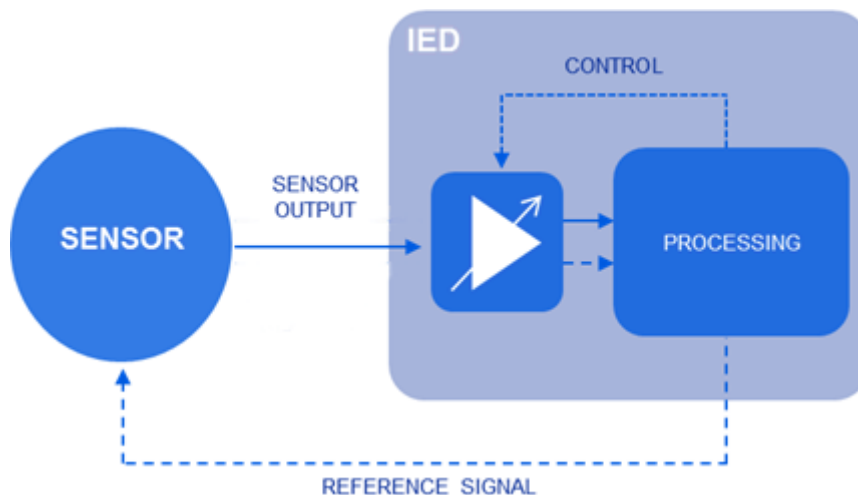 IED
CONTROL
SENSOR
OUTPUT
SENSOR
PROCESSING
REFERENCE SIGNAL